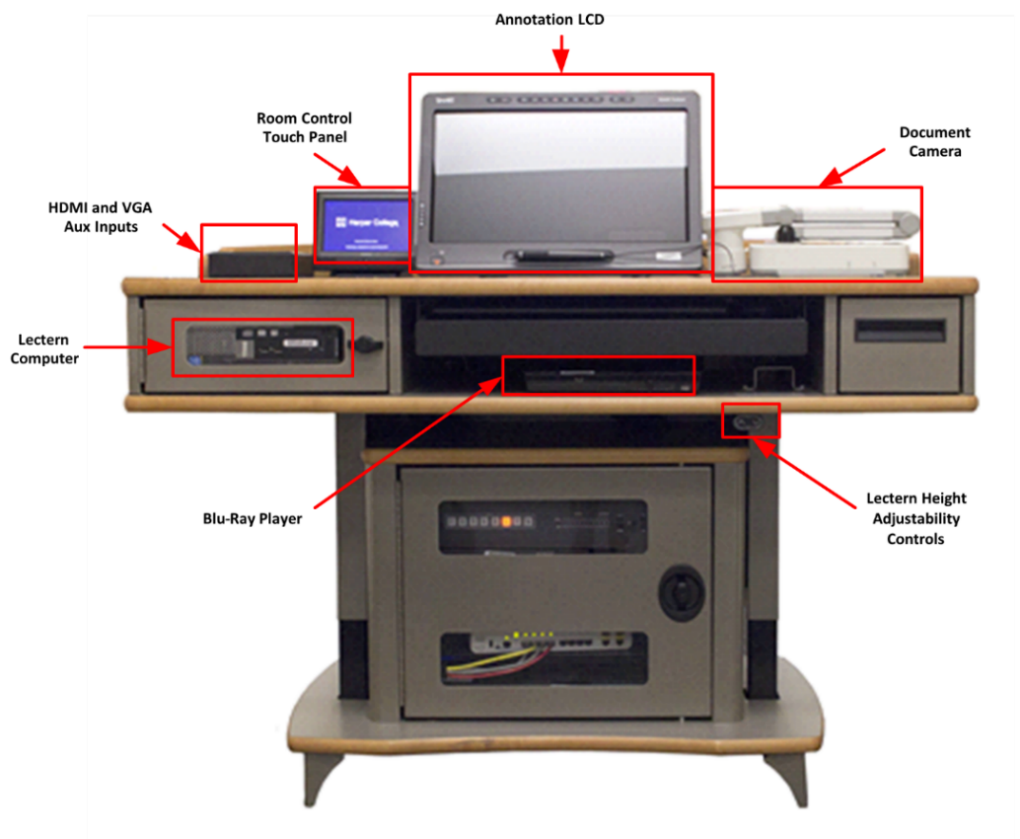 Annotation LCD
Room Control
Touch Panel
Document
Camera
HDMI and VGA
Aux Inputs
Harper College
Lectern
Computer
Blu-Ray Player
Lectern Height
Adjustability
Controls